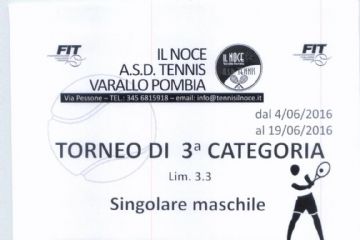 FIT
FIT
IL NOCE
A.S.D. TENNIS
VARALLO POMBIA
IL NOCE
Via Pessone – TEL.: 345 6815918 – email: info@tennisilnoce.it
dal 4/06/2016
al 19/06/2016
TORNEO DI 3ª CATEGORIA
Lim. 3.3
Singolare maschile